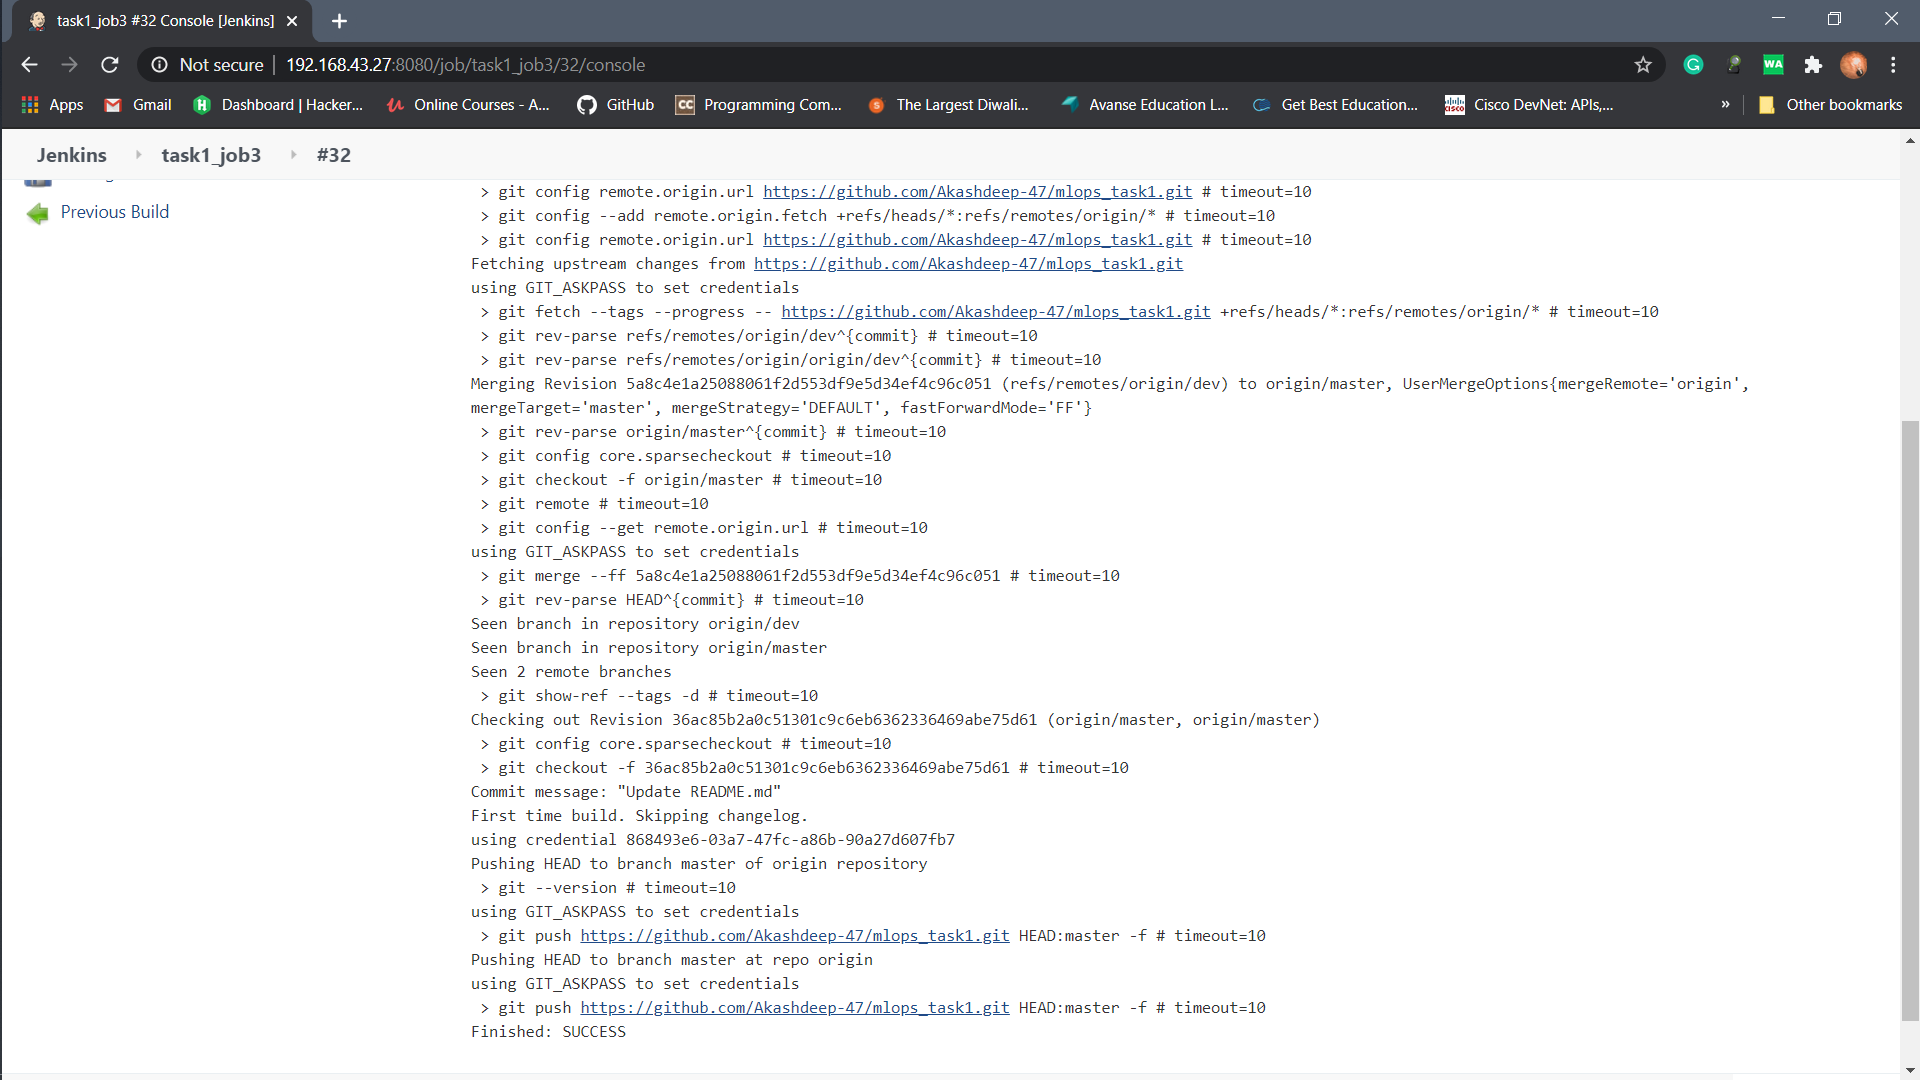 task1_job3 #32 Console [Jenkins]
Not secure | 192.168.43.27:8080/job/task1_job3/32/console
WA
Apps
Gmail
Dashboard | Hacker...
Online Courses - A...
GitHub
CC Programming Com...
The Largest Diwali...
Avanse Education L...
Get Best Education...
Cisco DevNet: APIs,...
»
Other bookmarks
Jenkins
task1_job3
#32
Previous Build
> git config remote.origin.url https://github.com/Akashdeep-47/mlops_task1.git # timeout=10
> git config --add remote.origin.fetch +refs/heads/*:refs/remotes/origin/* # timeout=10
> git config remote.origin.url https://github.com/Akashdeep-47/mlops_task1.git # timeout=10
Fetching upstream changes from https://github.com/Akashdeep-47/mlops_task1.git
using GIT_ASKPASS to set credentials
> git fetch --tags --progress -- https://github.com/Akashdeep-47/mlops_task1.git +refs/heads/*:refs/remotes/origin/* # timeout=10
> git rev-parse refs/remotes/origin/dev^{commit} # timeout=10
> git rev-parse refs/remotes/origin/origin/dev^{commit} # timeout=10
Merging Revision 5a8c4e1a25088061f2d553df9e5d34ef4c96c051 (refs/remotes/origin/dev) to origin/master, UserMergeOptions{mergeRemote='origin',
mergeTarget='master', mergeStrategy='DEFAULT', fastForwardMode='FF'}
> git rev-parse origin/master^{commit} # timeout=10
> git config core.sparsecheckout # timeout=10
> git checkout -f origin/master # timeout=10
> git remote # timeout=10
> git config --get remote.origin.url # timeout=10
using GIT_ASKPASS to set credentials
> git merge --ff 5a8c4e1a25088061f2d553df9e5d34ef4c96c051 # timeout=10
> git rev-parse HEAD^{commit} # timeout=10
Seen branch in repository origin/dev
Seen branch in repository origin/master
Seen 2 remote branches
> git show-ref --tags -d # timeout=10
Checking out Revision 36ac85b2a0c51301c9c6eb6362336469abe75d61 (origin/master, origin/master)
> git config core.sparsecheckout # timeout=10
> git checkout -f 36ac85b2a0c51301c9c6eb6362336469abe75d61 # timeout=10
Commit message: "Update README.md"
First time build. Skipping changelog.
using credential 868493e6-03a7-47fc-a86b-90a27d607fb7
Pushing HEAD to branch master of origin repository
> git --version # timeout=10
using GIT_ASKPASS to set credentials
> git push https://github.com/Akashdeep-47/mlops_task1.git HEAD:master -f # timeout=10
Pushing HEAD to branch master at repo origin
using GIT_ASKPASS to set credentials
> git push https://github.com/Akashdeep-47/mlops_task1.git HEAD:master -f # timeout=10
Finished: SUCCESS